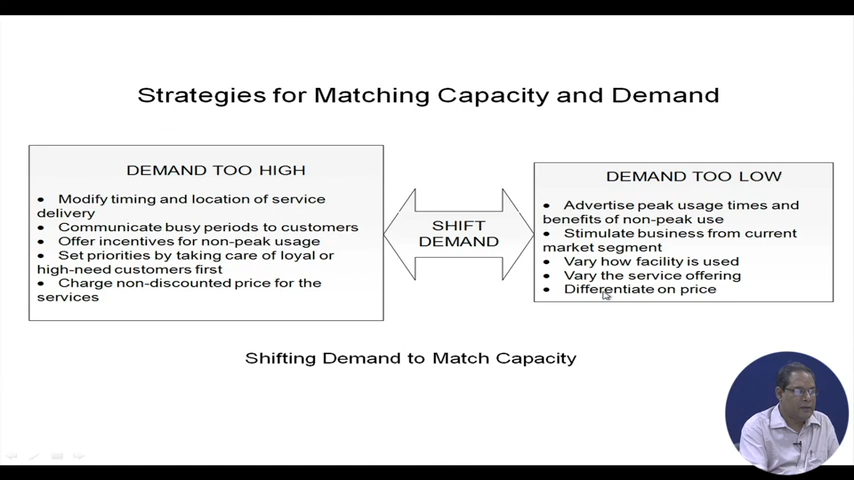 Strategies for Matching Capacity and Demand
DEMAND TOO HIGH
• Modify timing and location of service
delivery
• Communicate busy periods to customers
• Offer incentives for non-peak usage
• Set priorities by taking care of loyal or
high-need customers first
• Charge non-discounted price for the
services
SHIFT
DEMAND
DEMAND TOO LOW
• Advertise peak usage times and
benefits of non-peak use
• Stimulate business from current
market segment
• Vary how facility is used
• Vary the service offering
• Differentiate on price
Shifting Demand to Match Capacity